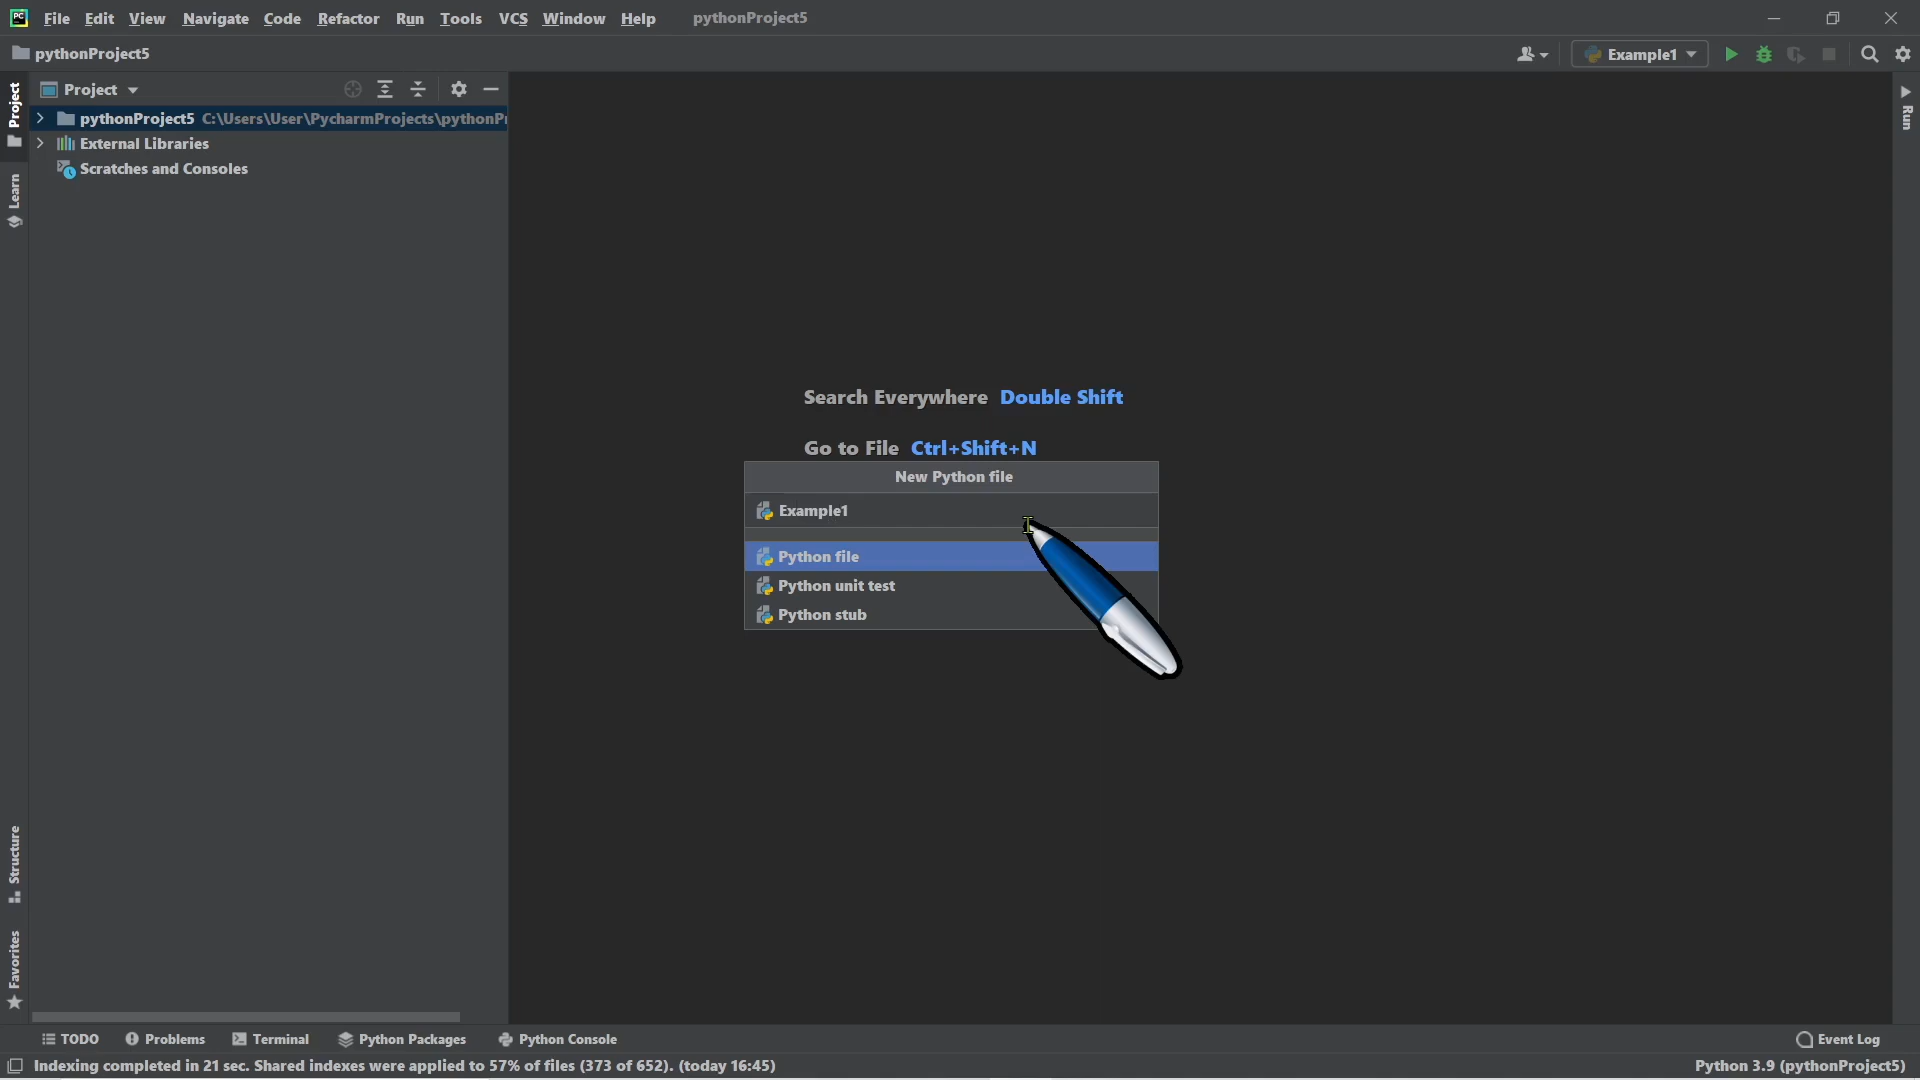 PC File Edit View Navigate Code Refactor Run Tools VCS Window Help pythonProject5
pythonProject5 Example1
Project
pythonProject5 C:\Users\User\PycharmProjects\pythonP
External Libraries
Scratches and Consoles
Project
Learn
Structure
Favorites
Run
Search Everywhere Double Shift
Go to File Ctrl+Shift+N
New Python file
Example1
Python file
Python unit test
Python stub
TODO Problems Terminal Python Packages Python Console Event Log
Indexing completed in 21 sec. Shared indexes were applied to 57% of files (373 of 652). (today 16:45) Python 3.9 (pythonProject5)